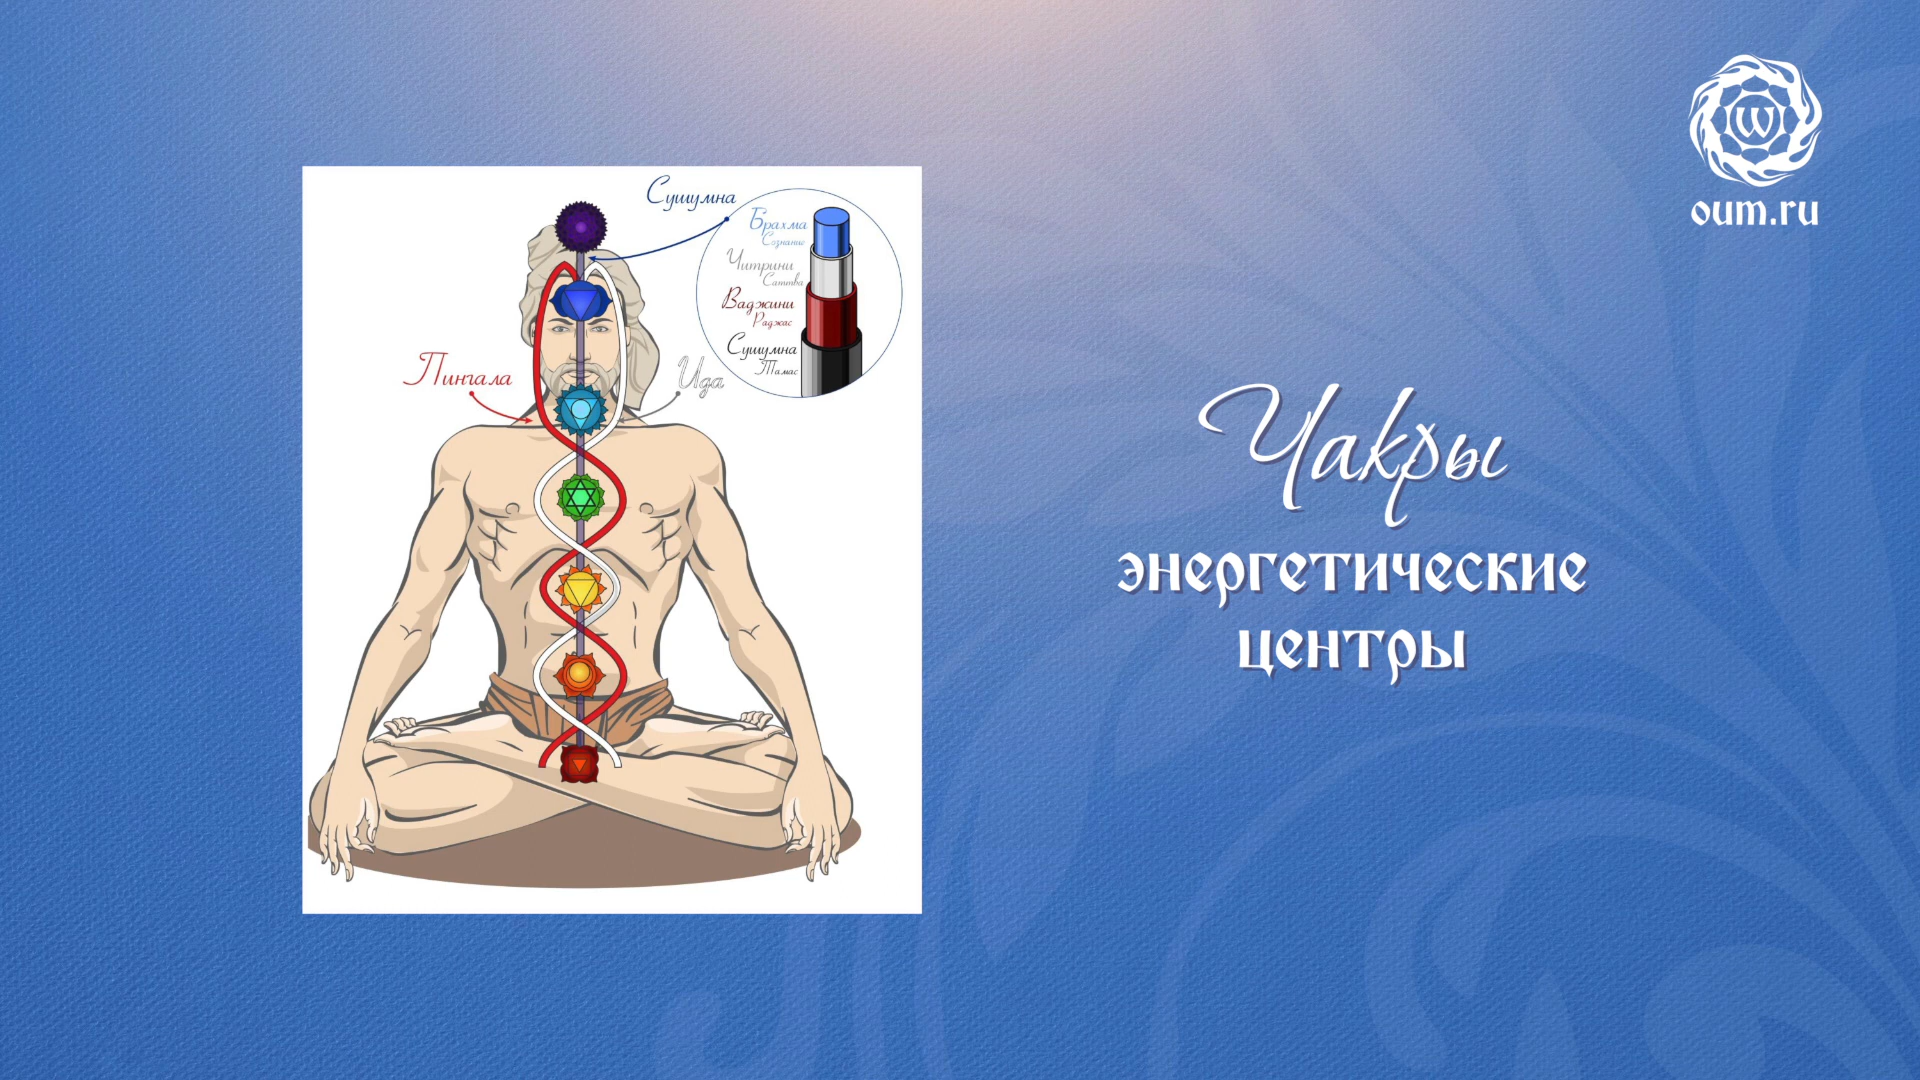 Сушумна
Брахма
Сознание
Читрини
Саттва
Ваджини
Раджас
Сушумна
Тамас
Пингала
Ида
W
oum.ru
Чакры
энергетические
центры